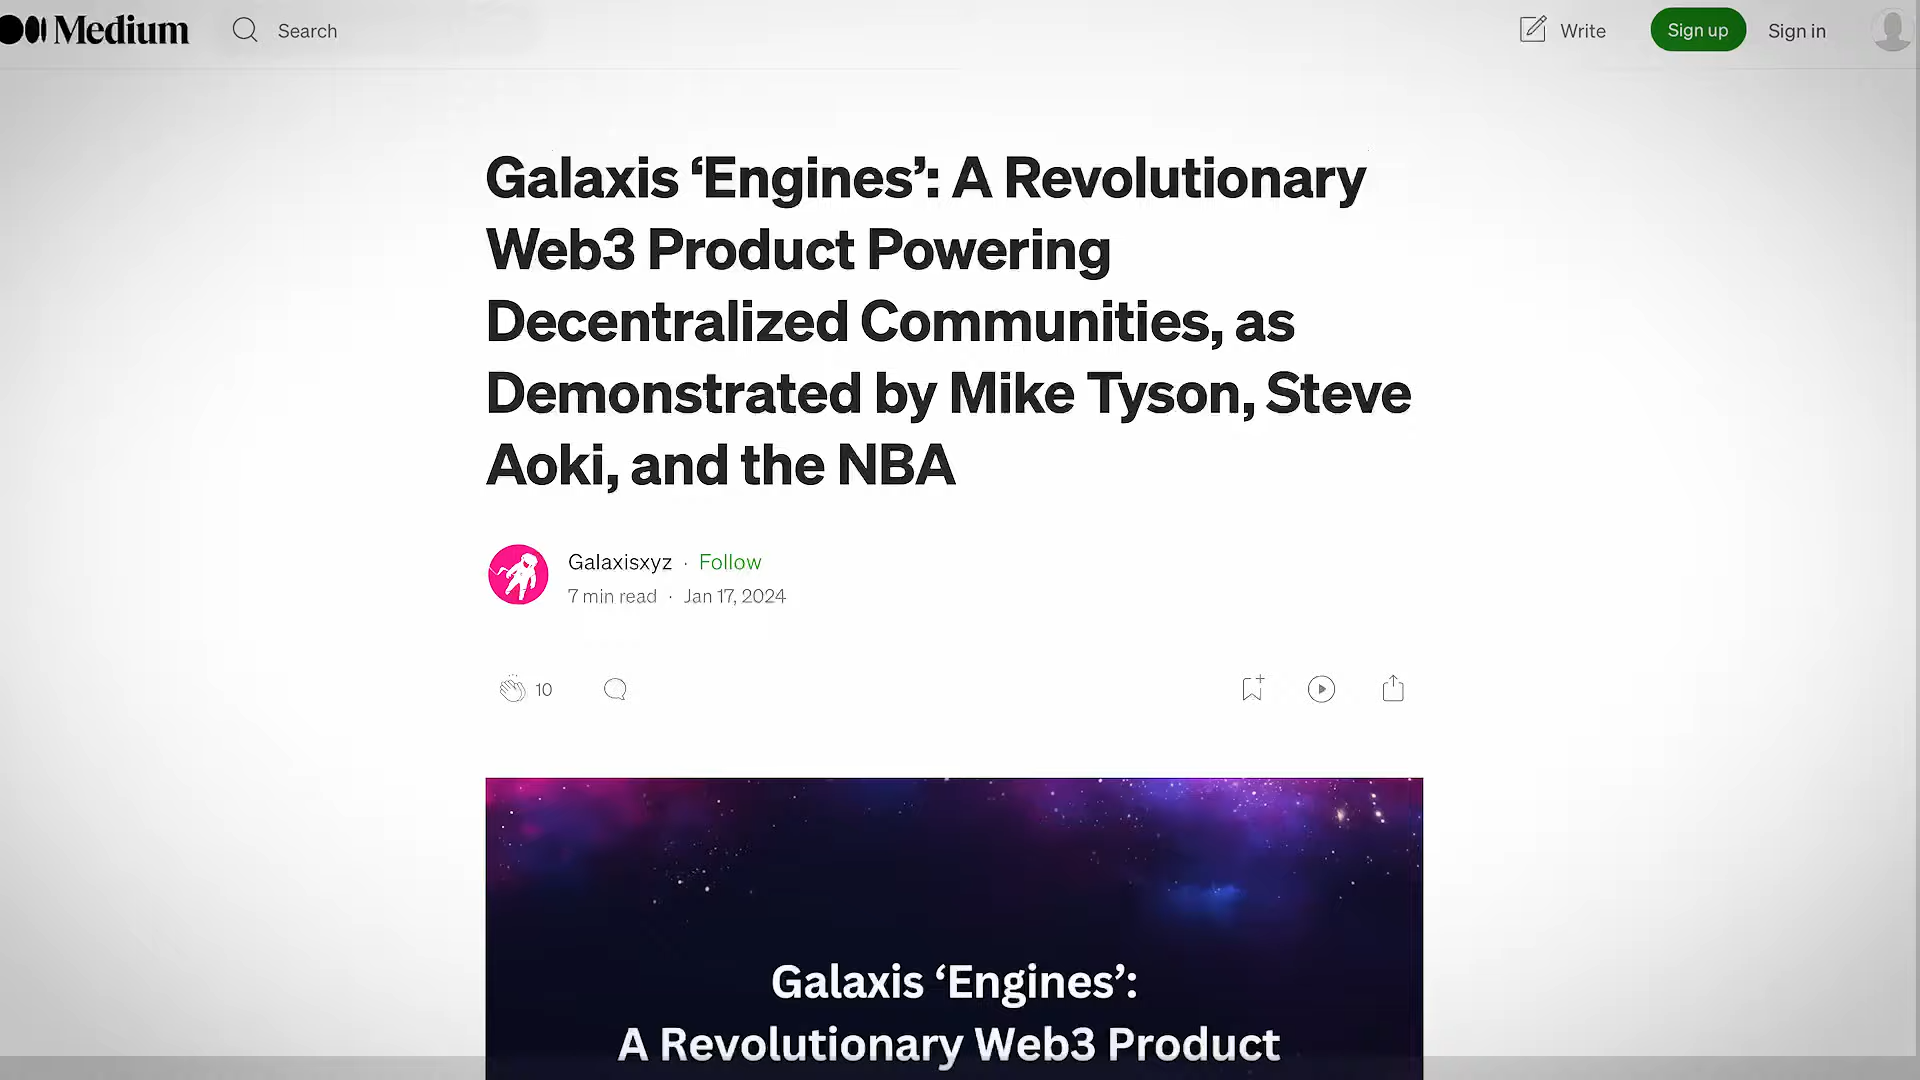 Medium
Search
Write
Sign up
Sign in
Galaxis ‘Engines’: A Revolutionary
Web3 Product Powering
Decentralized Communities, as
Demonstrated by Mike Tyson, Steve
Aoki, and the NBA
Galaxisxyz · Follow
7 min read · Jan 17, 2024
10
Galaxis ‘Engines’:
A Revolutionary Web3 Product